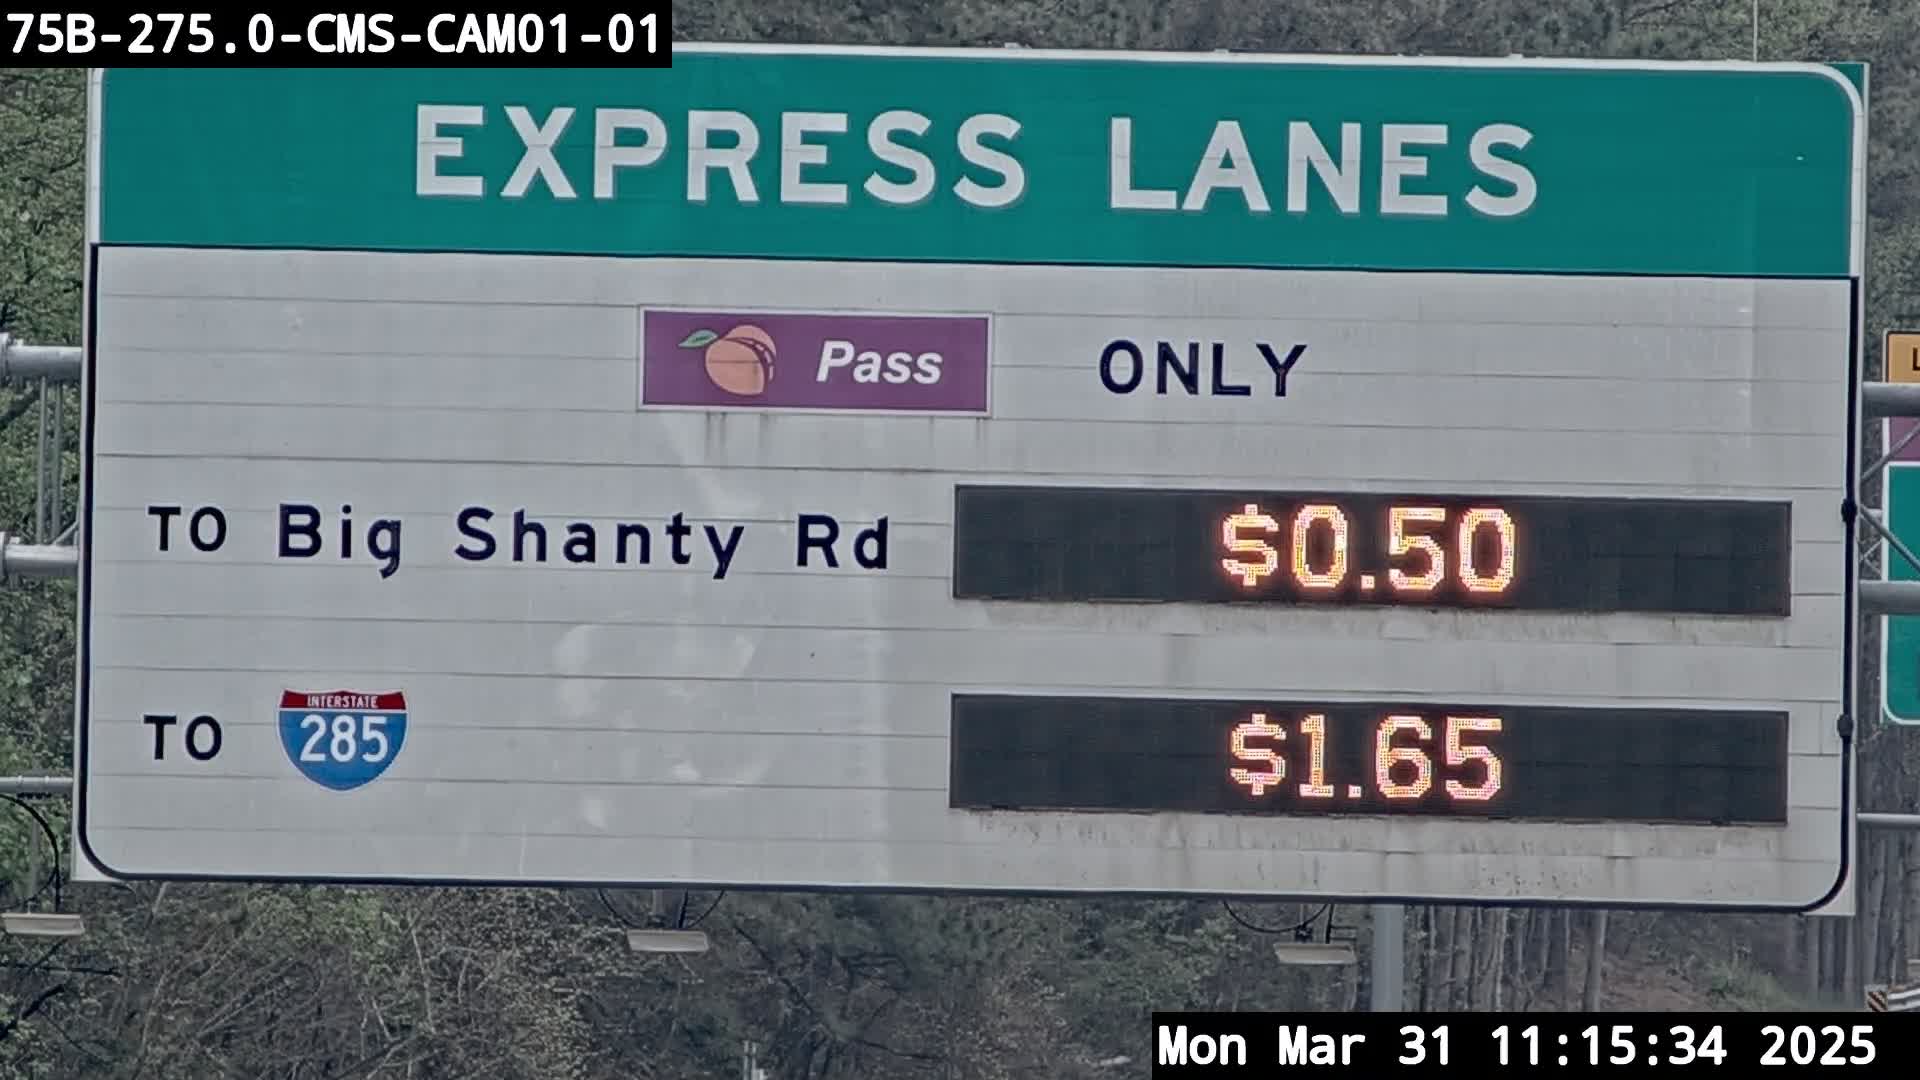 75B-275.0-CMS-CAM01-01
EXPRESS LANES
Pass ONLY
TO Big Shanty Rd $0.50
TO INTERSTATE 285 $1.65
Mon Mar 31 11:15:34 2025